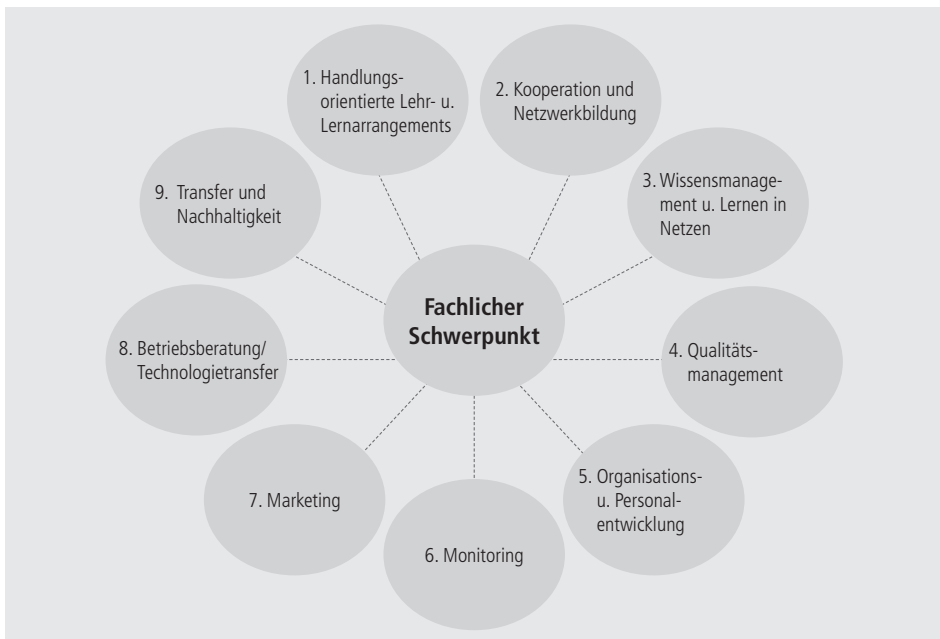 1. Handlungs-
orientierte Lehr- u.
Lernarrangements
2. Kooperation und
Netzwerkbildung
3. Wissensmanage-
ment u. Lernen in
Netzen
4. Qualitäts-
management
5. Organisations-
u. Personal-
entwicklung
6. Monitoring
7. Marketing
8. Betriebsberatung/
Technologietransfer
9. Transfer und
Nachhaltigkeit
Fachlicher
Schwerpunkt